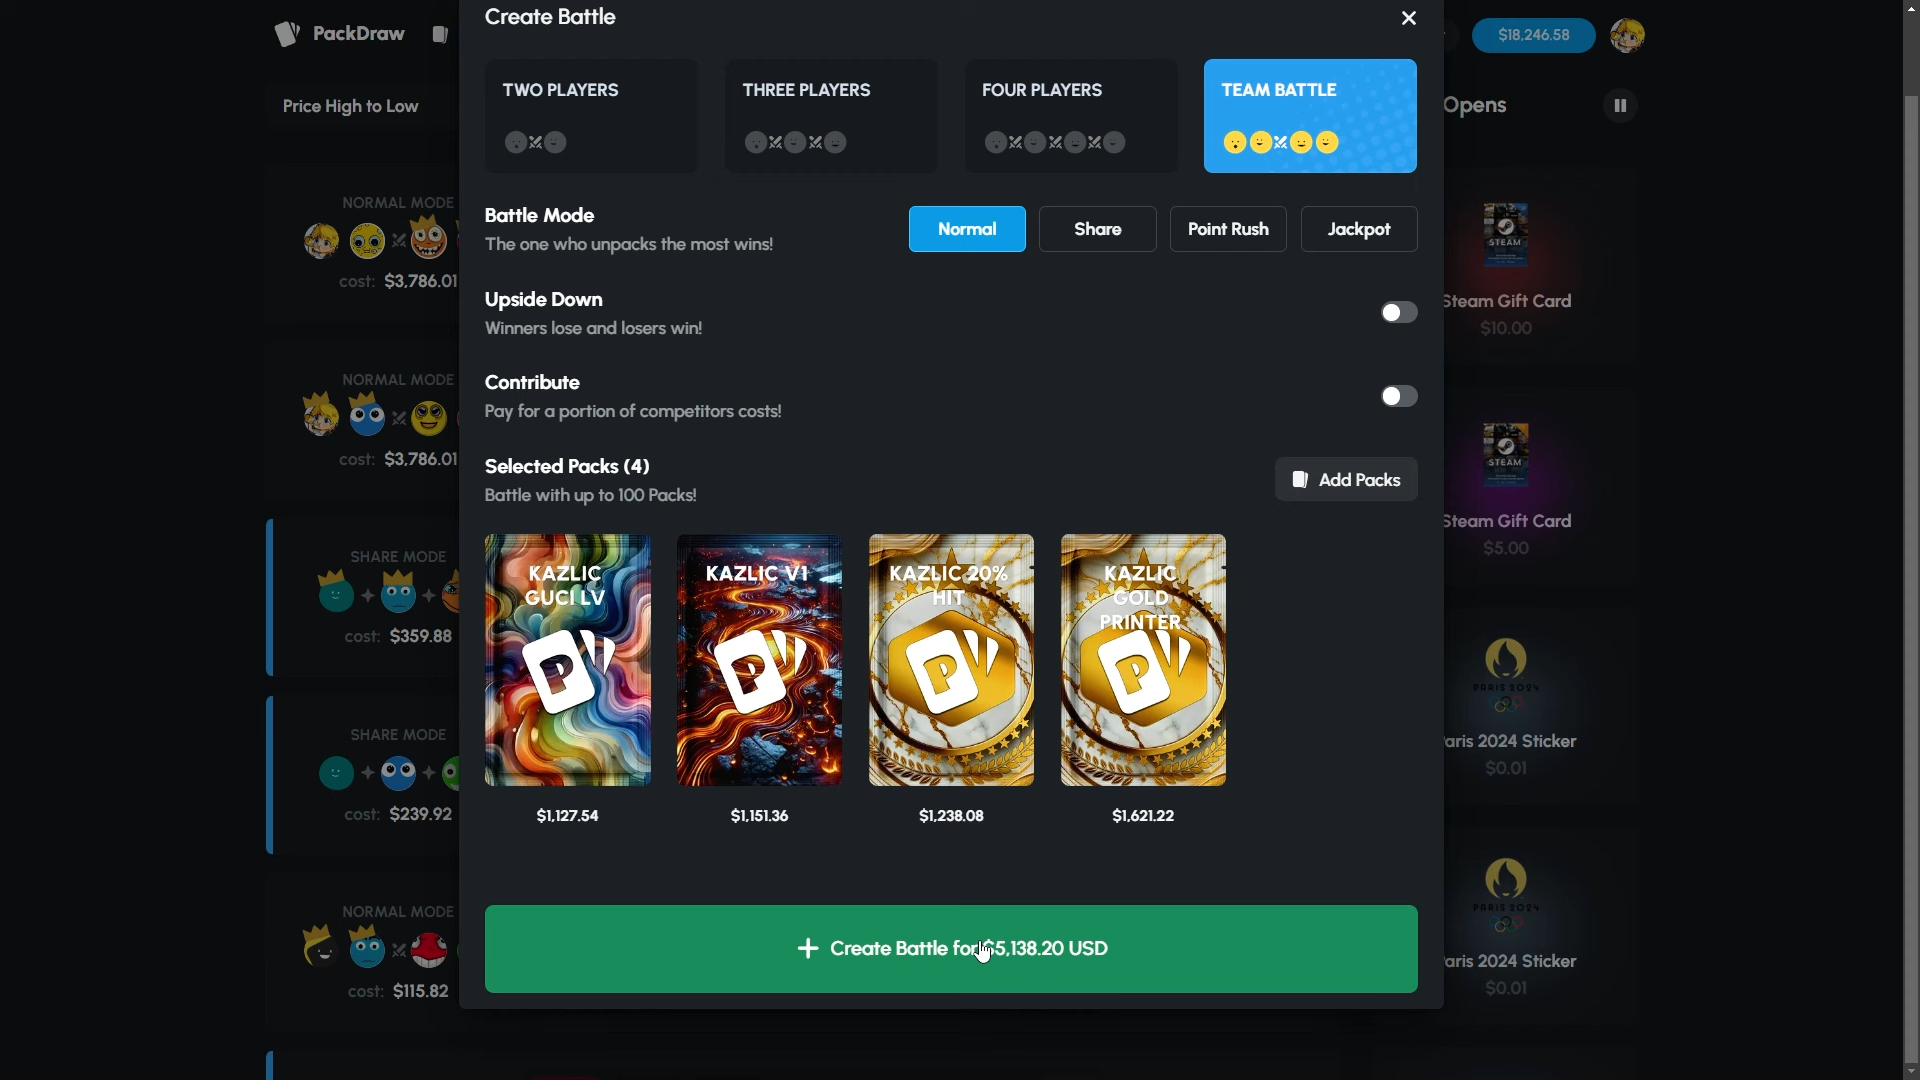 Create Battle
PackDraw
$18,246.58
TWO PLAYERS
THREE PLAYERS
FOUR PLAYERS
TEAM BATTLE
Price High to Low
Opens
Battle Mode
The one who unpacks the most wins!
Normal
Share
Point Rush
Jackpot
NORMAL MODE
cost: $3,786.01
Upside Down
Winners lose and losers win!
STEAM
Steam Gift Card
$10.00
Contribute
Pay for a portion of competitors costs!
NORMAL MODE
cost: $3,786.01
Selected Packs (4)
Battle with up to 100 Packs!
Add Packs
STEAM
Steam Gift Card
$5.00
SHARE MODE
cost: $359.88
KAZLIC
GUCI LV
P
$1,127.54
KAZLIC V1
P
$1,151.36
KAZLIC 20%
HIT
P
$1,238.08
KAZLIC
GOLD
PRINTER
P
$1,621.22
PARIS 2024
aris 2024 Sticker
$0.01
SHARE MODE
cost: $239.92
NORMAL MODE
cost: $115.82
Create Battle for $5,138.20 USD
PARIS 2024
aris 2024 Sticker
$0.01